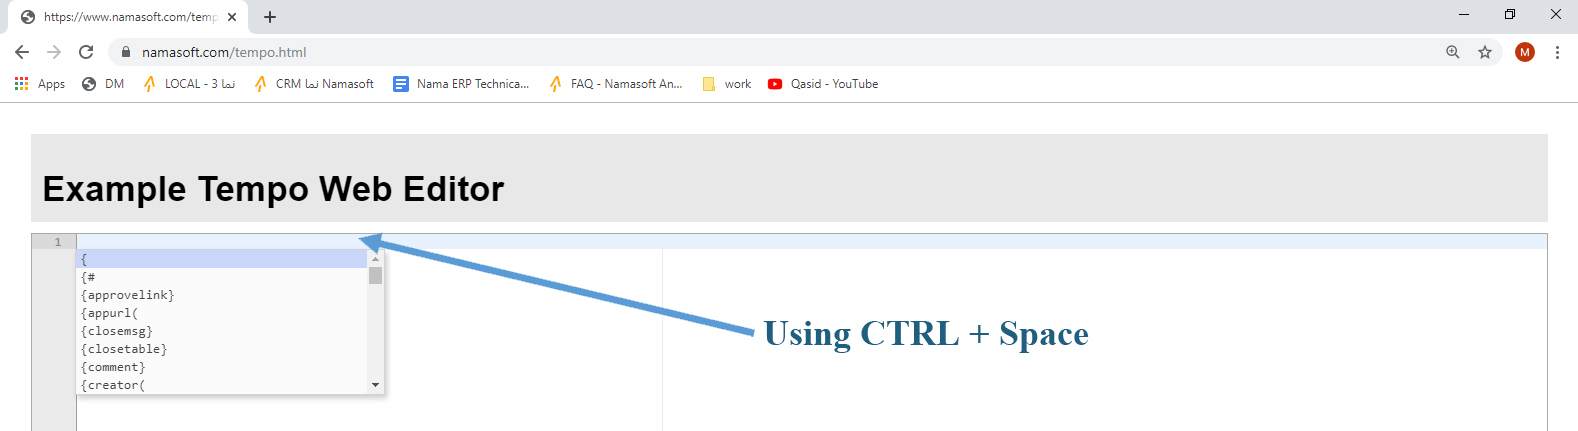 https://www.namasoft.com/temp
namasoft.com/tempo.html
M
Apps DM LOCAL - 3 نما CRM نما Namasoft Nama ERP Technica... FAQ - Namasoft An... work Qasid - YouTube
Example Tempo Web Editor
1
{
{#
{approvelink}
{appurl(
{closemsg}
{closetable}
{comment}
{creator(
Using CTRL + Space